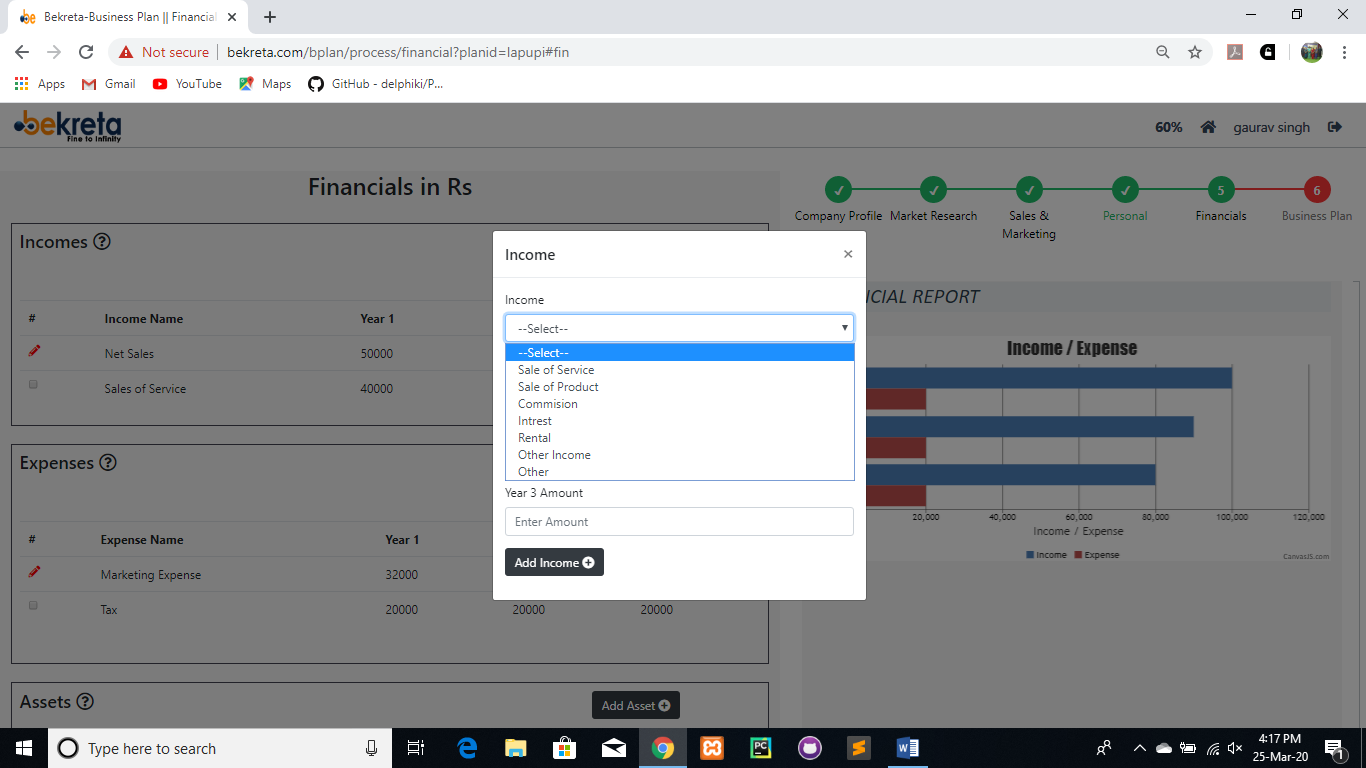 Bekreta-Business Plan || Financial
Not secure
bekreta.com/bplan/process/financial?planid=lapupi#fin
Apps
Gmail
YouTube
Maps
GitHub - delphiki/P...
bekreta
Fine to Infinity
60%
gaurav singh
Financials in Rs
Company Profile
Market Research
Sales &
Marketing
Personal
5
Financials
6
Business Plan
Incomes
# Income Name Year 1
Net Sales 50000
Sales of Service 40000
Expenses
# Expense Name Year 1
Marketing Expense 32000
Tax 20000 20000 20000
Assets
Add Asset
Income
×
Income
--Select--
--Select--
Sale of Service
Sale of Product
Commision
Intrest
Rental
Other Income
Other
Year 3 Amount
Enter Amount
Add Income
CIAL REPORT
Income / Expense
20,000 40,000 60,000 80,000 100,000 120,000
Income / Expense
Income Expense
CanvasJS.com
Type here to search
PC
4:17 PM
25-Mar-20
1